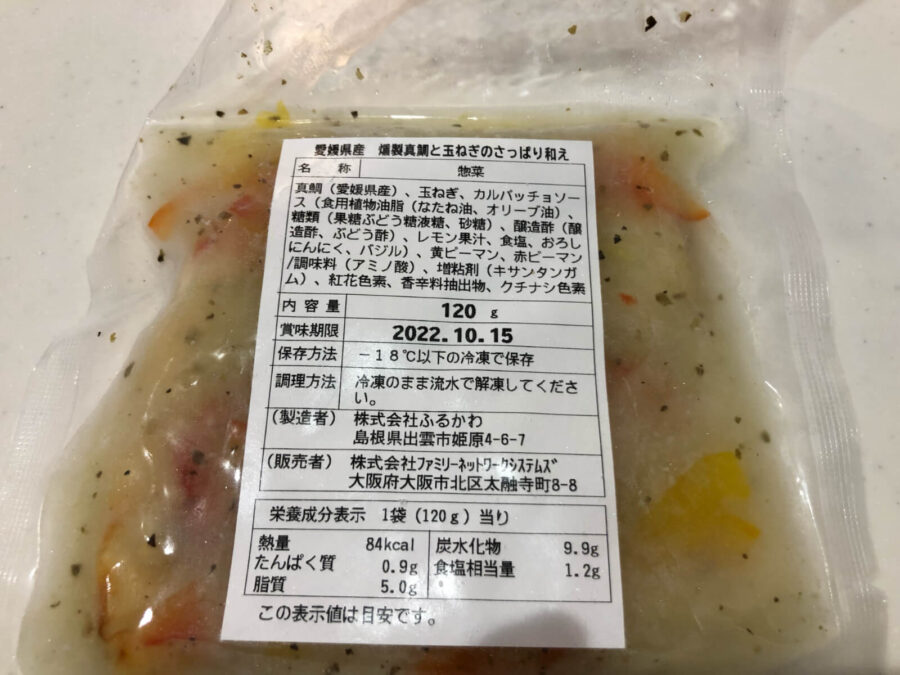 愛媛県産 燻製真鯛と玉ねぎのさっぱり和え
名 称 惣菜
真鯛（愛媛県産）、玉ねぎ、カルパッチョソー
ス（食用植物油脂（なたね油、オリーブ油）、
糖類（果糖ぶどう糖液糖、砂糖）、醸造酢（醸
造酢、ぶどう酢）、レモン果汁、食塩、おろし
にんにく、バジル）、黄ピーマン、赤ピーマン
/調味料（アミノ酸）、増粘剤（キサンタンガ
ム）、紅花色素、香辛料抽出物、クチナシ色素
内 容 量 120 g
賞味期限 2022.10.15
保存方法 －18℃以下の冷凍で保存
調理方法 冷凍のまま流水で解凍してくださ
い。
(製造者) 株式会社ふるかわ
島根県出雲市姫原4-6-7
(販売者) 株式会社ﾌｧﾐﾘｰﾈｯﾄﾜｰｸｼｽﾃﾑｽﾞ
大阪府大阪市北区太融寺町8-8
栄養成分表示 1袋（120g）当り
熱量 84kcal 炭水化物 9.9g
たんぱく質 0.9g 食塩相当量 1.2g
脂質 5.0g
この表示値は目安です。